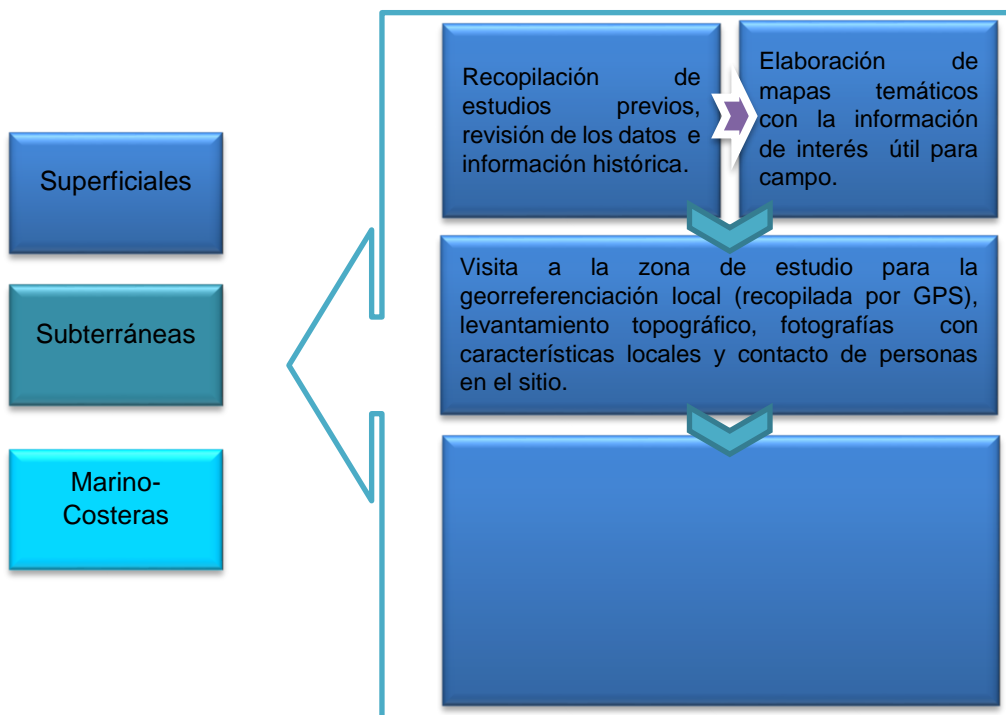 Superficiales
Subterráneas
Marino-
Costeras
Recopilación de
estudios previos,
revisión de los datos e
información histórica.
Elaboración de
mapas temáticos
con la información
de interés útil para
campo.
Visita a la zona de estudio para la
georreferenciación local (recopilada por GPS),
levantamiento topográfico, fotografías con
características locales y contacto de personas
en el sitio.